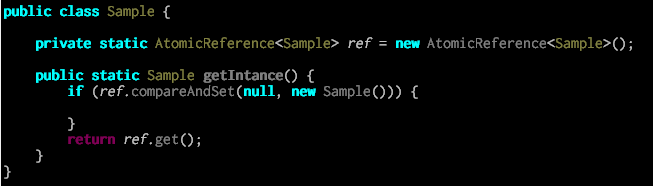 public class Sample {
private static AtomicReference<Sample> ref = new AtomicReference<Sample>();
public static Sample getIntance() {
if (ref.compareAndSet(null, new Sample())) {
}
return ref.get();
}
}